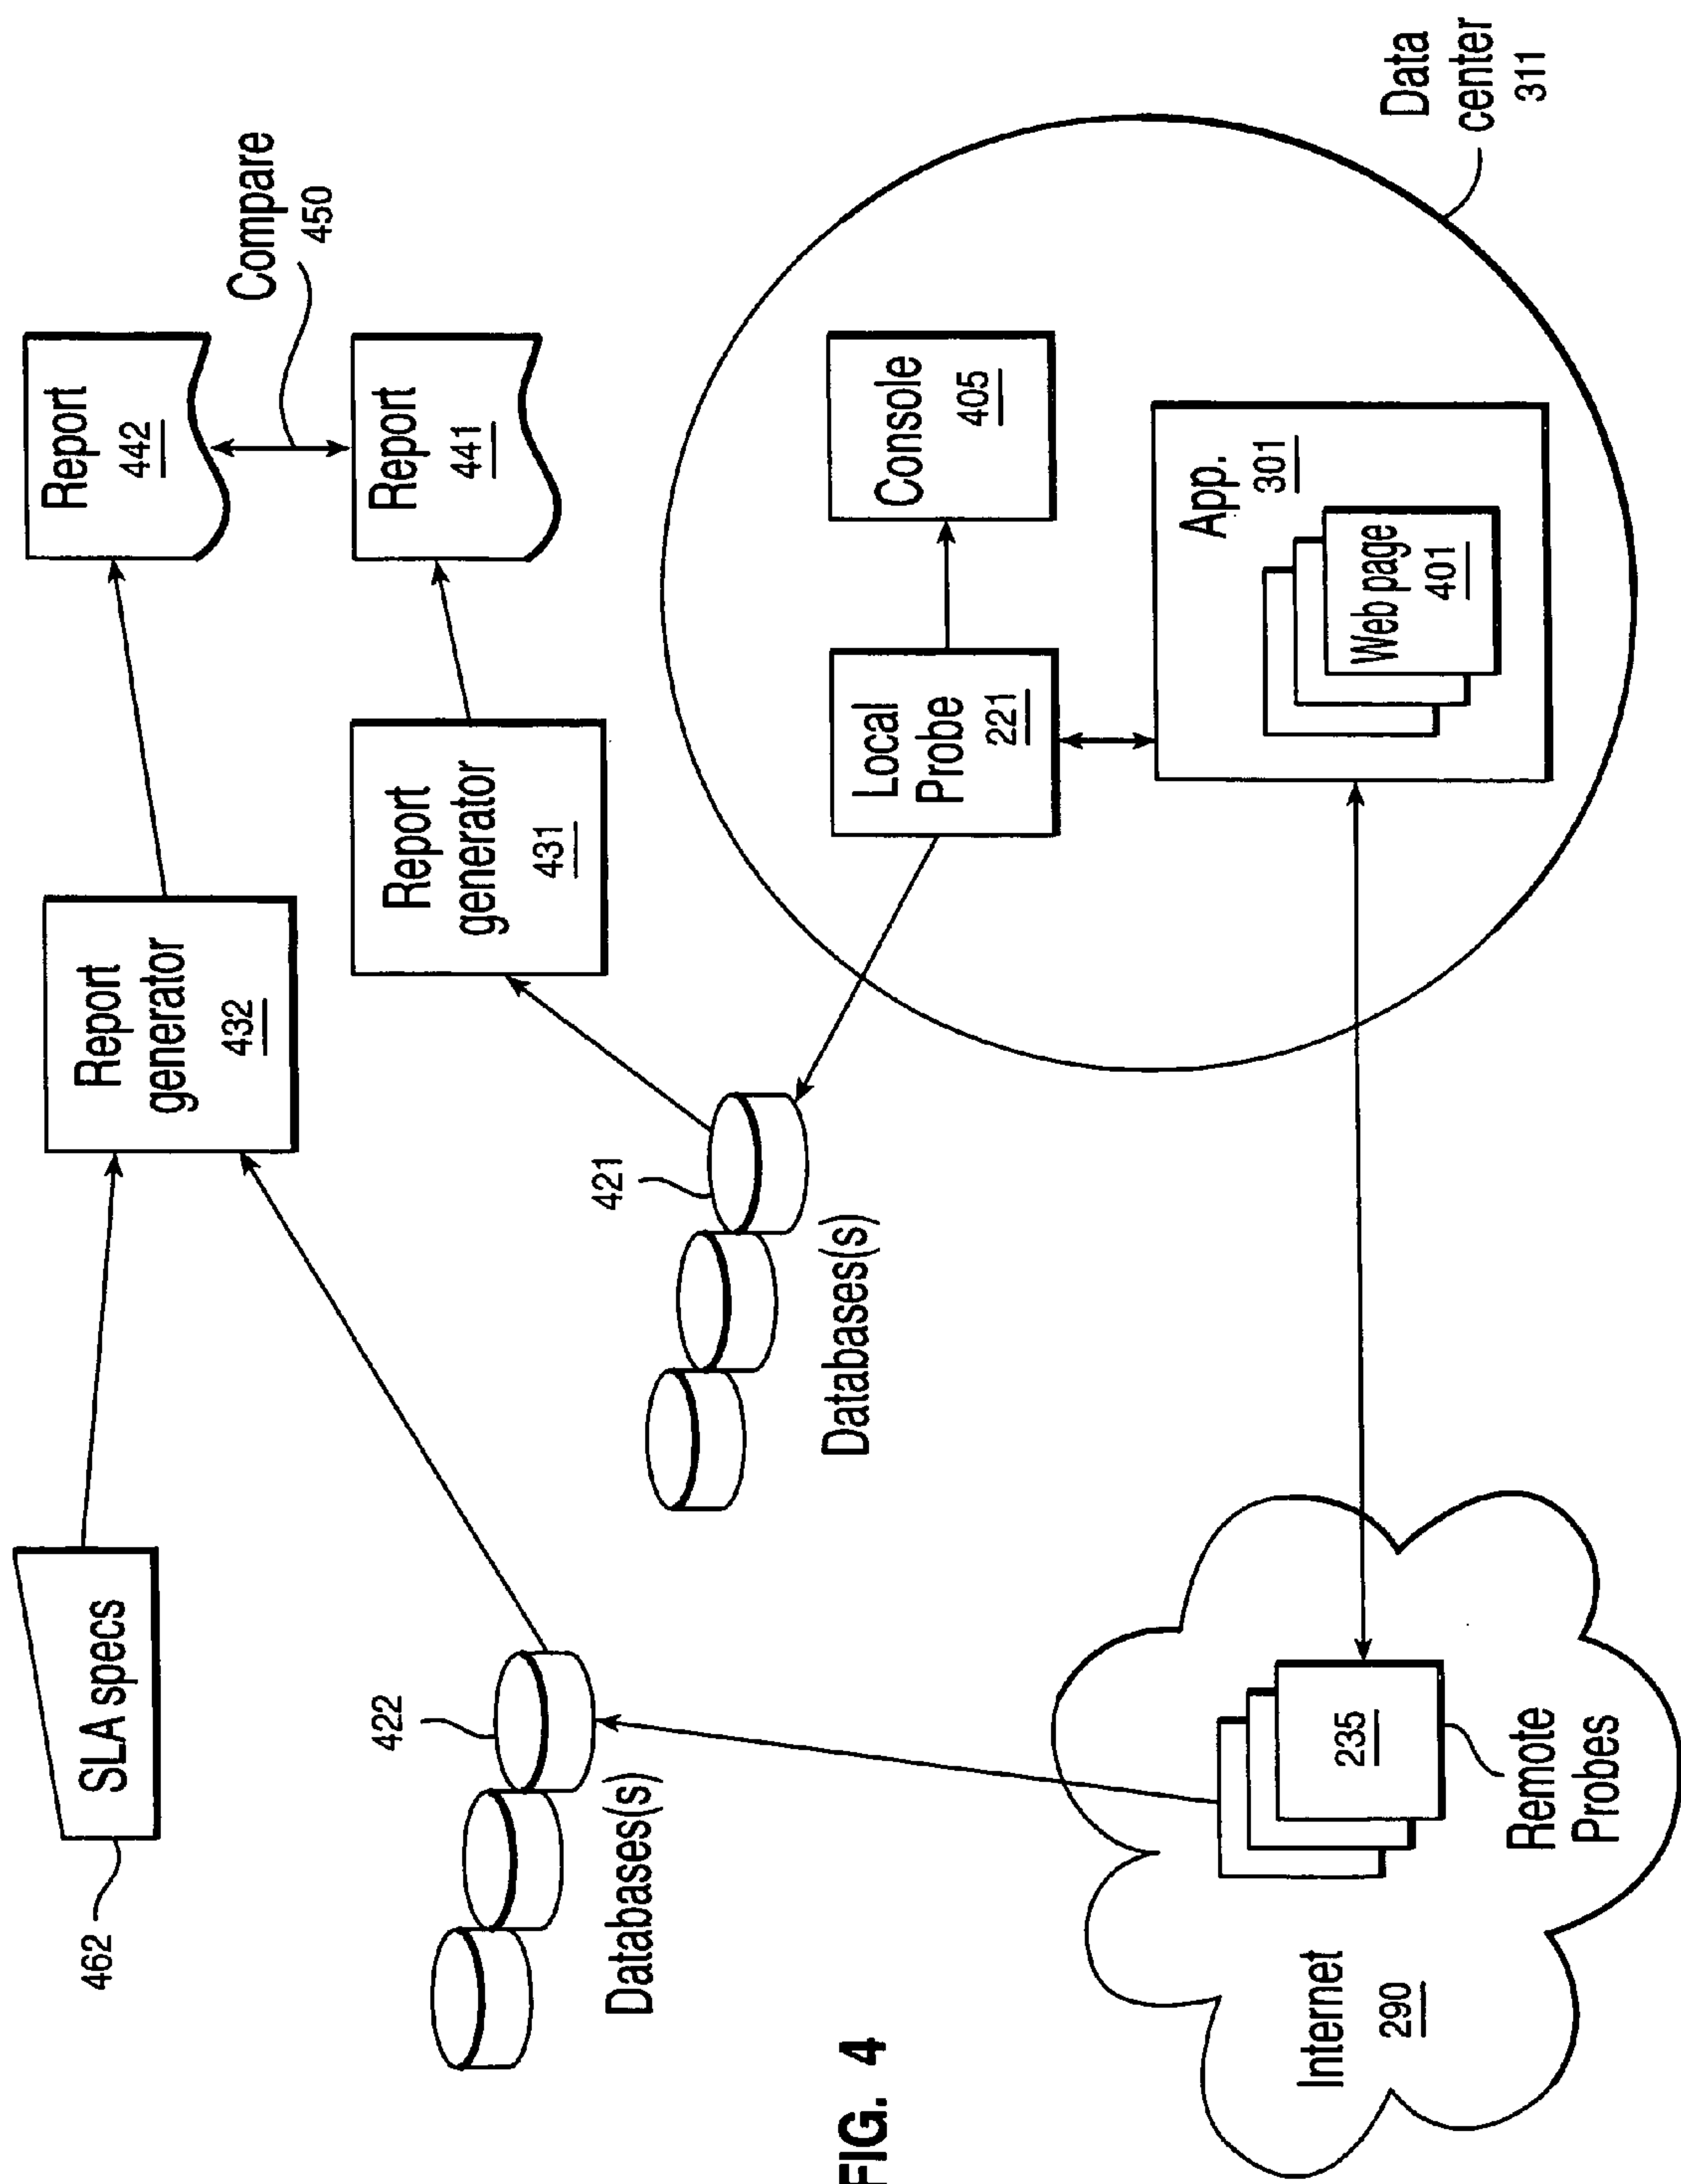 SLA specs
462
Report
generator
432
Report
442
Compare
450
Databases(s)
422
Report
generator
431
Report
441
Databases(s)
421
Local
Probe
221
Console
405
App.
301
Web page
401
Data
center
311
Internet
290
235
Remote
Probes
FIG. 4